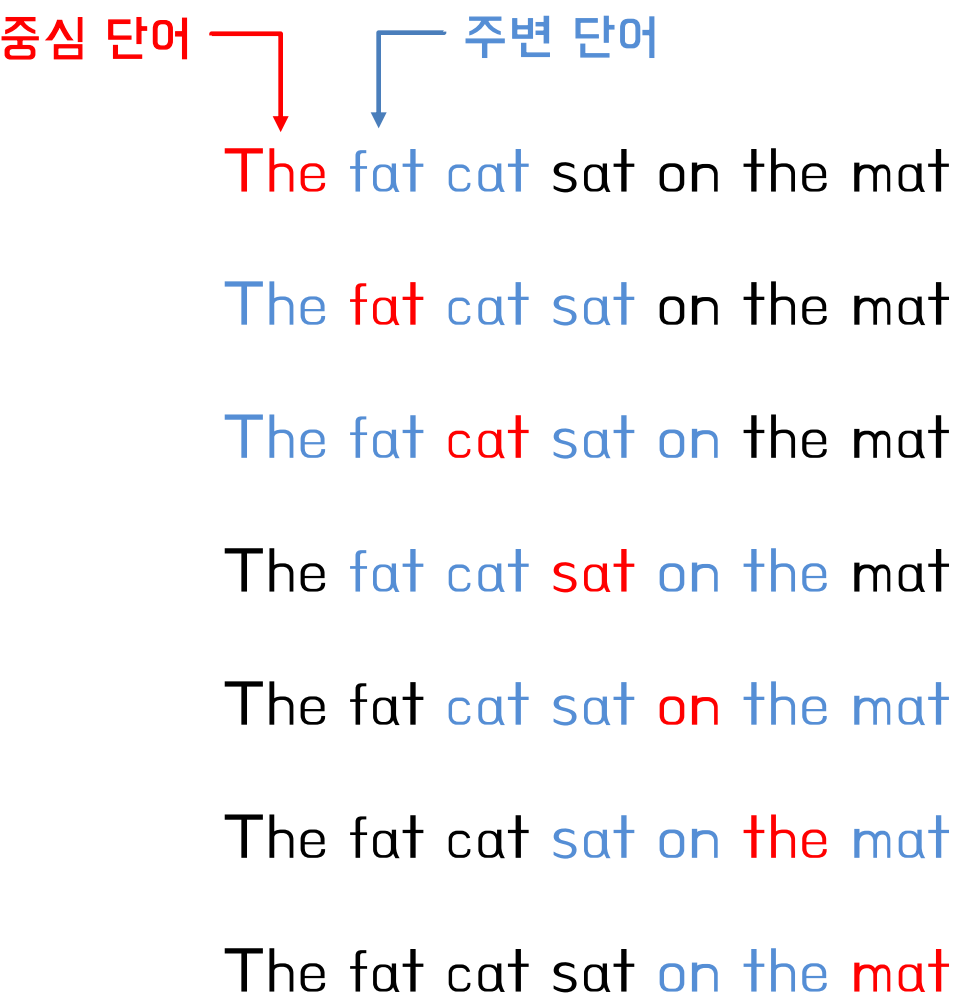 중심 단어 주변 단어
The fat cat sat on the mat
The fat cat sat on the mat
The fat cat sat on the mat
The fat cat sat on the mat
The fat cat sat on the mat
The fat cat sat on the mat
The fat cat sat on the mat